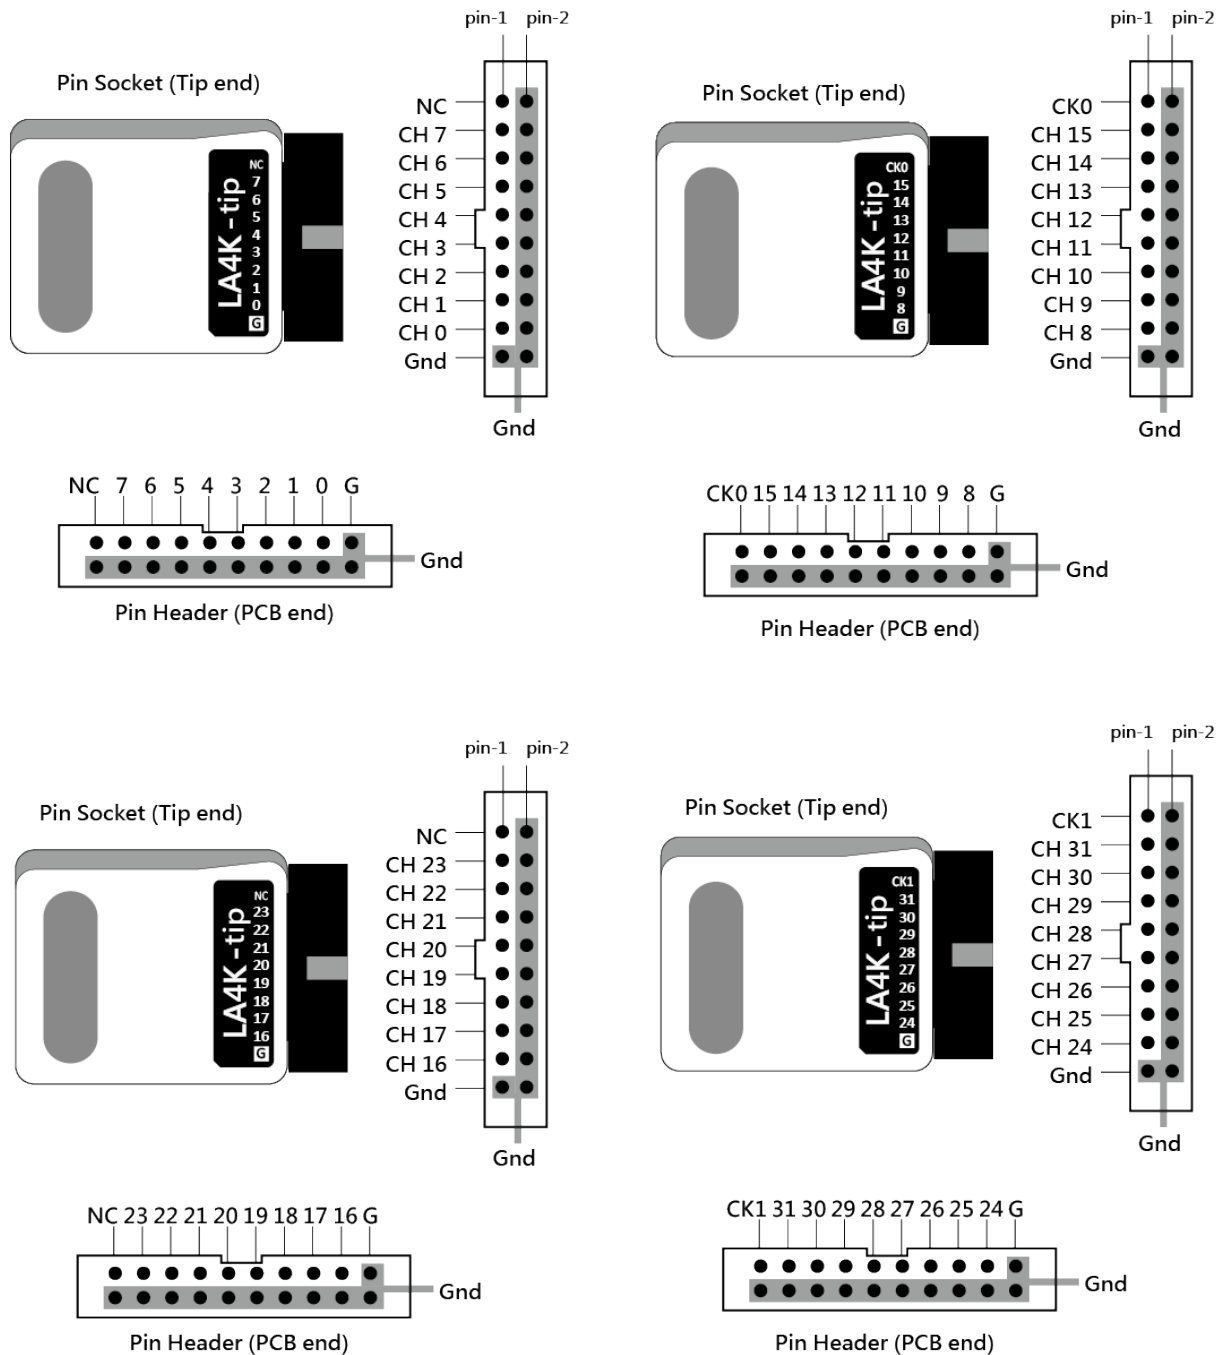 pin-1 pin-2
Pin Socket (Tip end)
NC
CH 7
CH 6
CH 5
CH 4
CH 3
CH 2
CH 1
CH 0
Gnd
Gnd
LA4K-tip
NC
7
6
5
4
3
2
1
0
G
NC 7 6 5 4 3 2 1 0 G
Gnd
Pin Header (PCB end)
pin-1 pin-2
Pin Socket (Tip end)
CK0
CH 15
CH 14
CH 13
CH 12
CH 11
CH 10
CH 9
CH 8
Gnd
Gnd
LA4K-tip
CK0
15
14
13
12
11
10
9
8
G
CK0 15 14 13 12 11 10 9 8 G
Gnd
Pin Header (PCB end)
pin-1 pin-2
Pin Socket (Tip end)
NC
CH 23
CH 22
CH 21
CH 20
CH 19
CH 18
CH 17
CH 16
Gnd
Gnd
LA4K-tip
NC
23
22
21
20
19
18
17
16
G
NC 23 22 21 20 19 18 17 16 G
Gnd
Pin Header (PCB end)
pin-1 pin-2
Pin Socket (Tip end)
CK1
CH 31
CH 30
CH 29
CH 28
CH 27
CH 26
CH 25
CH 24
Gnd
Gnd
LA4K-tip
CK1
31
30
29
28
27
26
25
24
G
CK1 31 30 29 28 27 26 25 24 G
Gnd
Pin Header (PCB end)